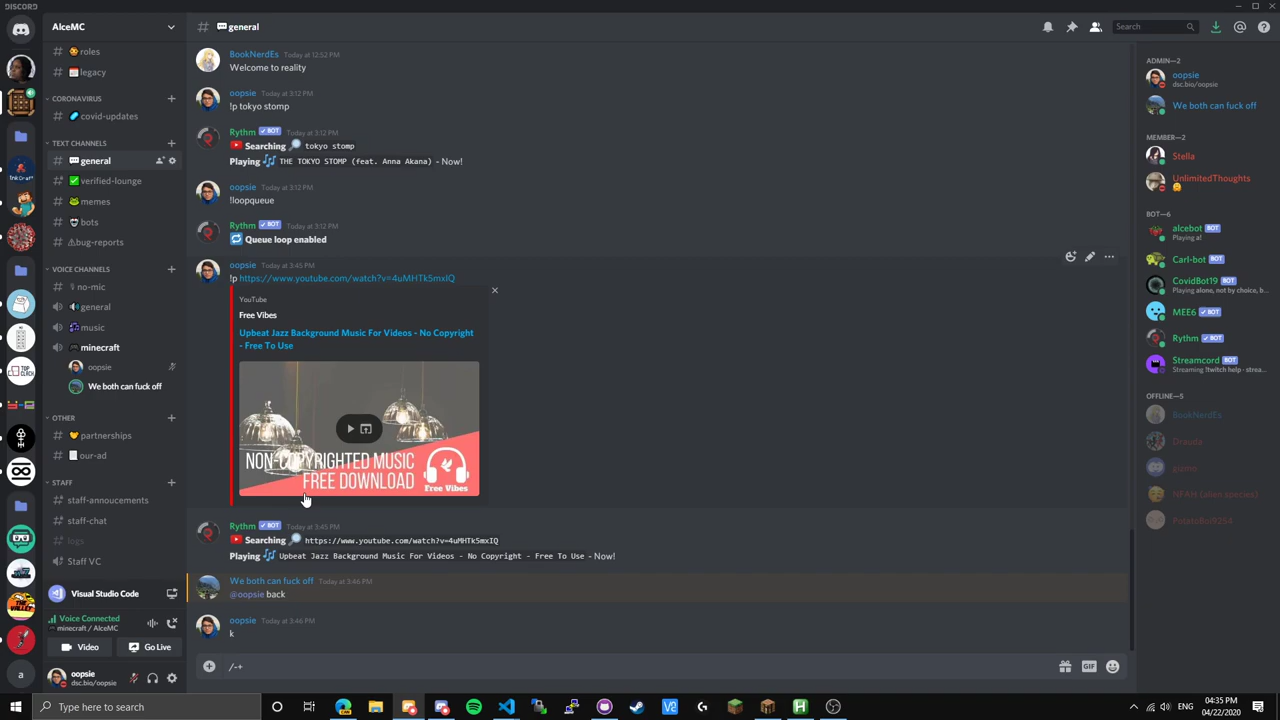 DISCORD
AlceMC
general
Search
roles
legacy
CORONAVIRUS
covid-updates
TEXT CHANNELS
general
verified-lounge
memes
bots
bug-reports
VOICE CHANNELS
no-mic
general
music
minecraft
oopsie
We both can fuck off
OTHER
partnerships
our-ad
STAFF
staff-annoucements
staff-chat
logs
Staff VC
Visual Studio Code
Voice Connected
minecraft / AlceMC
Video
Go Live
oopsie
dsc.bio/oopsie
BookNerdEs Today at 12:52 PM
Welcome to reality
oopsie Today at 3:12 PM
!p tokyo stomp
Rythm BOT Today at 3:12 PM
Searching tokyo stomp
Playing THE TOKYO STOMP (feat. Anna Akana) - Now!
oopsie Today at 3:12 PM
!loopqueue
Rythm BOT Today at 3:12 PM
Queue loop enabled
oopsie Today at 3:45 PM
!p https://www.youtube.com/watch?v=4uMHTk5mxIQ
YouTube
Free Vibes
Upbeat Jazz Background Music For Videos - No Copyright
- Free To Use
NON-COPYRIGHTED MUSIC
FREE DOWNLOAD
Free Vibes
Rythm BOT Today at 3:45 PM
Searching https://www.youtube.com/watch?v=4uMHTk5mxIQ
Playing Upbeat Jazz Background Music For Videos - No Copyright - Free To Use - Now!
We both can fuck off Today at 3:46 PM
@oopsie back
oopsie Today at 3:46 PM
k
/-+
GIF
ADMIN—2
oopsie
dsc.bio/oopsie
We both can fuck off
MEMBER—2
Stella
UnlimitedThoughts
BOT—6
alcebot BOT
Playing a!
Carl-bot BOT
CovidBot19 BOT
Playing alone, not by choice, b...
MEE6 BOT
Rythm BOT
Streamcord BOT
Streaming !twitch help · strea...
OFFLINE—5
BookNerdEs
Drauda
gizmo
NFAM (alien species)
PotatoBoi9264
a
Type here to search
V2
ENG
04:35 PM
04/22/2020